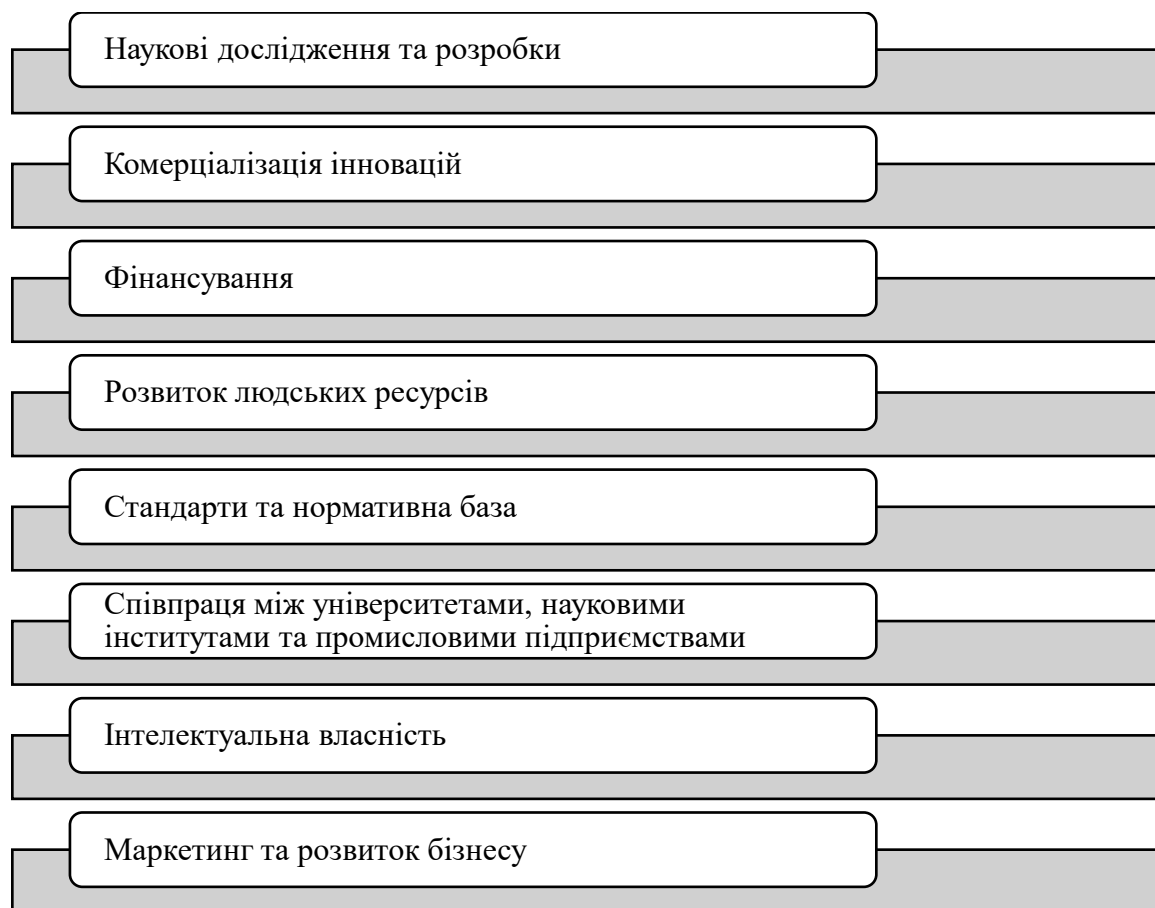 Наукові дослідження та розробки
Комерціалізація інновацій
Фінансування
Розвиток людських ресурсів
Стандарти та нормативна база
Співпраця між університетами, науковими
інститутами та промисловими підприємствами
Інтелектуальна власність
Маркетинг та розвиток бізнесу